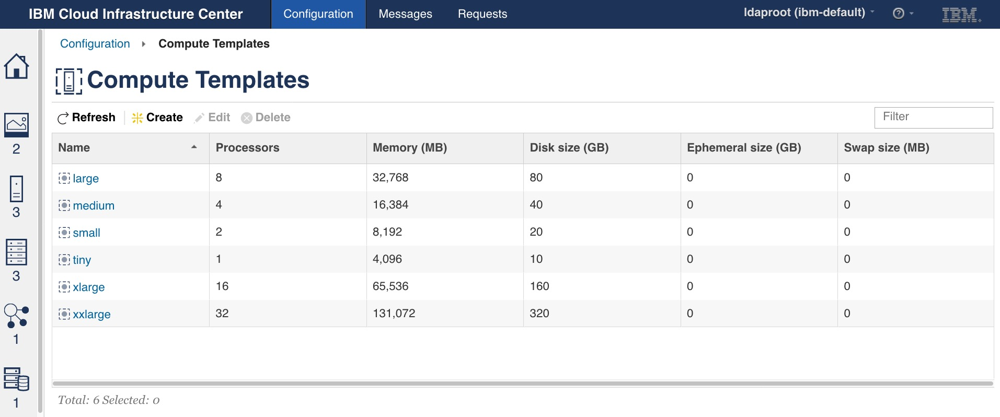 IBM Cloud Infrastructure Center Configuration Messages Requests ldaproot (ibm-default) ? IBM
Configuration Compute Templates
Compute Templates
Refresh Create Edit Delete Filter
Name Processors Memory (MB) Disk size (GB) Ephemeral size (GB) Swap size (MB)
large 8 32,768 80 0 0
medium 4 16,384 40 0 0
small 2 8,192 20 0 0
tiny 1 4,096 10 0 0
xlarge 16 65,536 160 0 0
xxlarge 32 131,072 320 0 0
Total: 6 Selected: 0
2
3
3
1
1